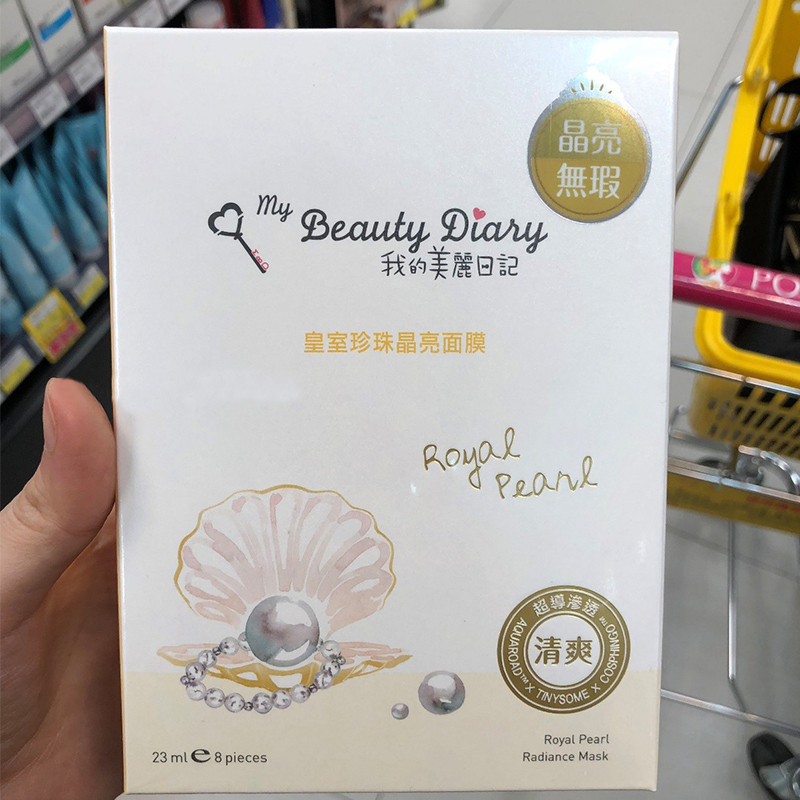 晶亮
無瑕
My Beauty Diary
我的美麗日記
皇室珍珠晶亮面膜
Royal
Pearl
超導滲透
清爽
AQUAROAD™ X TINYSOME X COSPHINGO™
23 ml e 8 pieces
Royal Pearl
Radiance Mask
PO